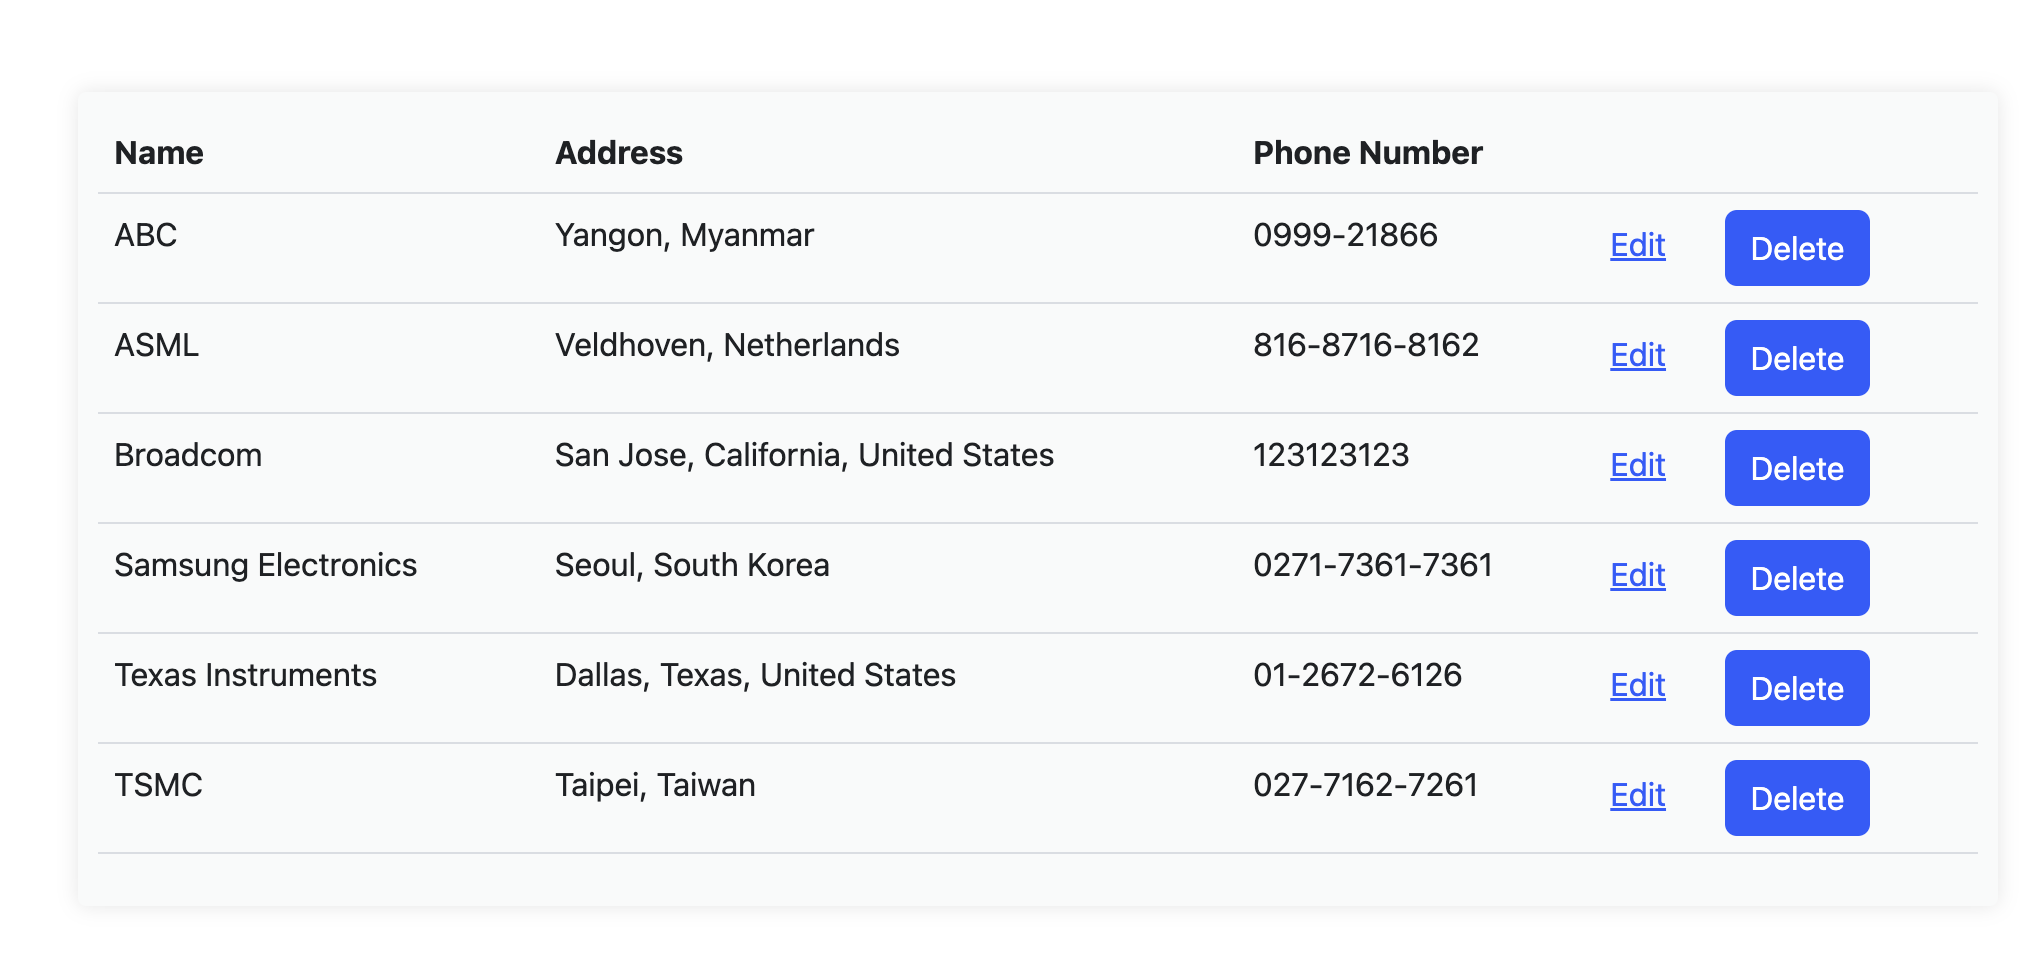 Name Address Phone Number
ABC Yangon, Myanmar 0999-21866 Edit Delete
ASML Veldhoven, Netherlands 816-8716-8162 Edit Delete
Broadcom San Jose, California, United States 123123123 Edit Delete
Samsung Electronics Seoul, South Korea 0271-7361-7361 Edit Delete
Texas Instruments Dallas, Texas, United States 01-2672-6126 Edit Delete
TSMC Taipei, Taiwan 027-7162-7261 Edit Delete